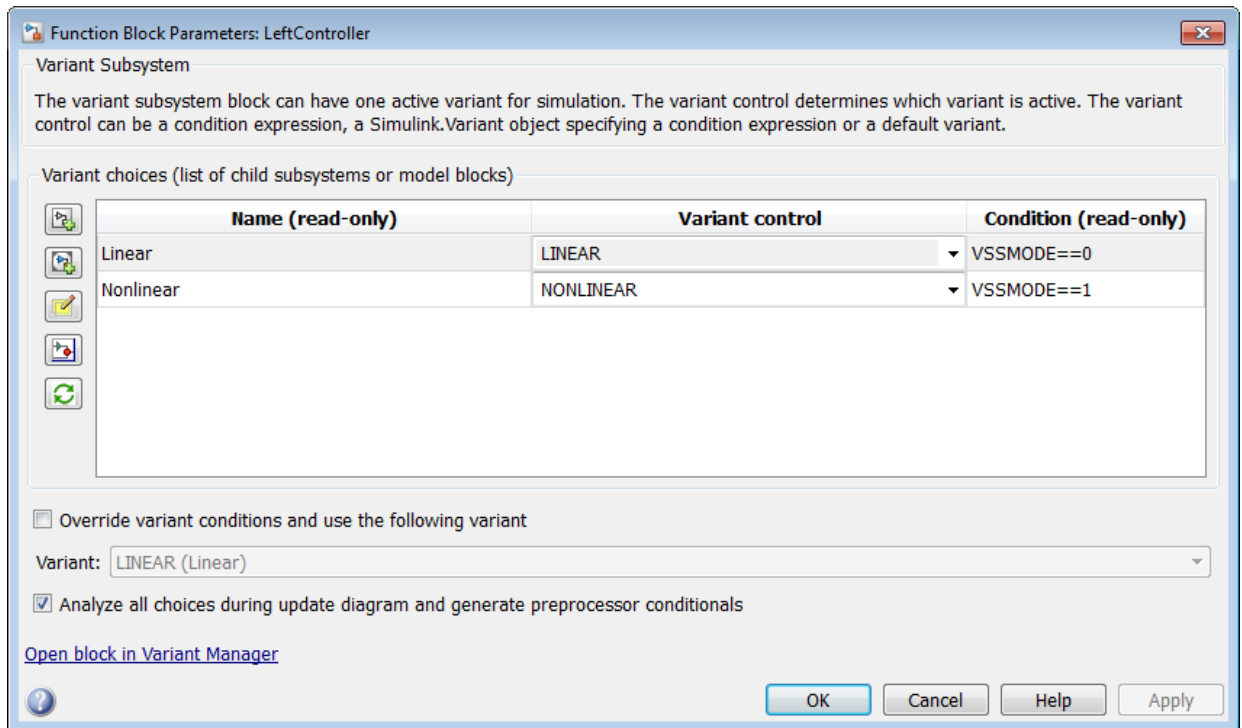 Function Block Parameters: LeftController
Variant Subsystem
The variant subsystem block can have one active variant for simulation. The variant control determines which variant is active. The variant
control can be a condition expression, a Simulink.Variant object specifying a condition expression or a default variant.
Variant choices (list of child subsystems or model blocks)
Name (read-only) Variant control Condition (read-only)
Linear LINEAR VSSMODE==0
Nonlinear NONLINEAR VSSMODE==1
Override variant conditions and use the following variant
Variant: LINEAR (Linear)
Analyze all choices during update diagram and generate preprocessor conditionals
Open block in Variant Manager
OK Cancel Help Apply